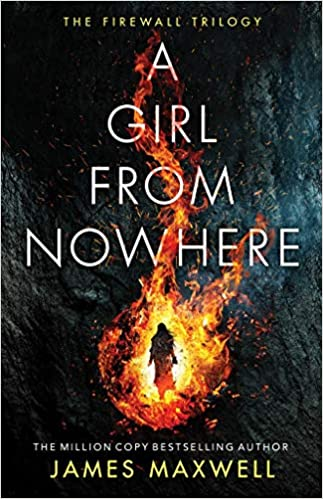 THE FIREWALL TRILOGY
A
GIRL
FROM
NOWHERE
THE MILLION COPY BESTSELLING AUTHOR
JAMES MAXWELL